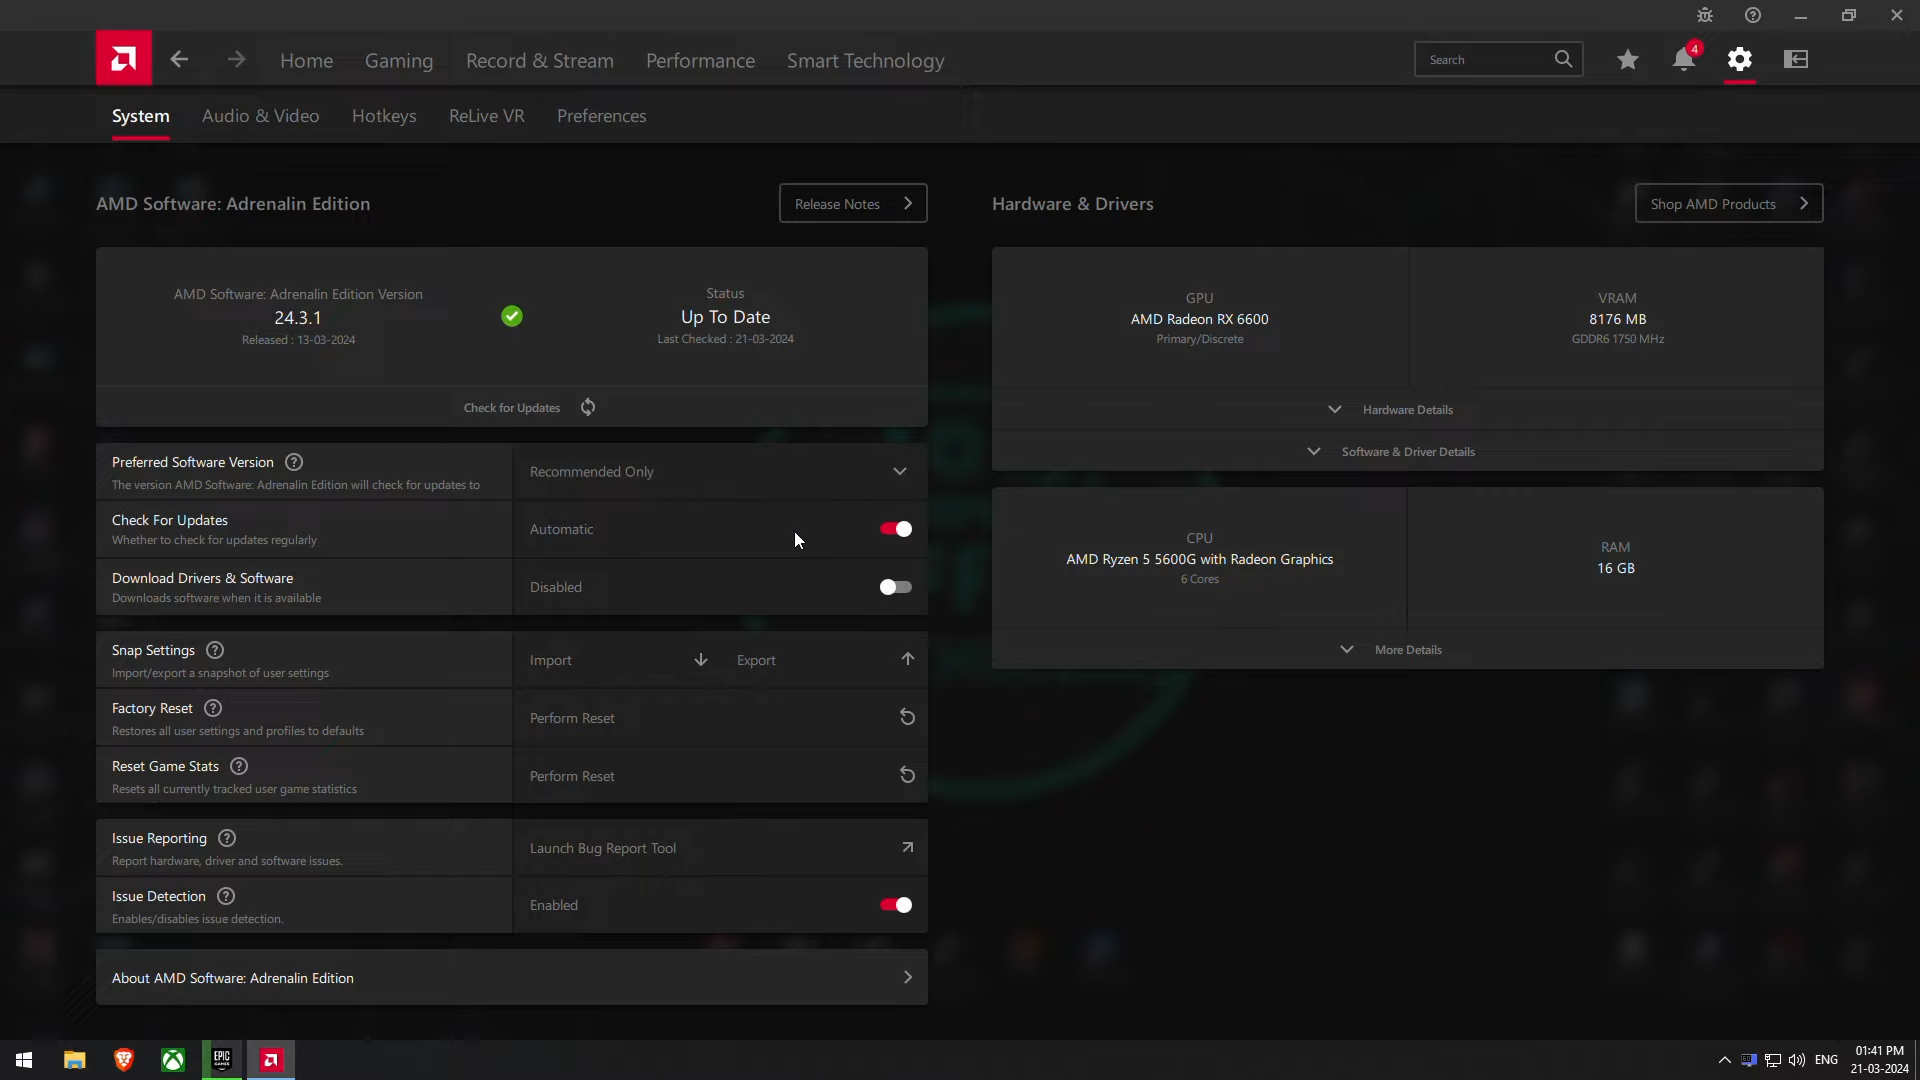 Home Gaming Record & Stream Performance Smart Technology Search 4
System Audio & Video Hotkeys ReLive VR Preferences
AMD Software: Adrenalin Edition
Release Notes
AMD Software: Adrenalin Edition Version
24.3.1
Released : 13-03-2024
Status
Up To Date
Last Checked : 21-03-2024
Check for Updates
Preferred Software Version
The version AMD Software: Adrenalin Edition will check for updates to
Recommended Only
Check For Updates
Whether to check for updates regularly
Automatic
Download Drivers & Software
Downloads software when it is available
Disabled
Snap Settings
Import/export a snapshot of user settings
Import Export
Factory Reset
Restores all user settings and profiles to defaults
Perform Reset
Reset Game Stats
Resets all currently tracked user game statistics
Perform Reset
Issue Reporting
Report hardware, driver and software issues.
Launch Bug Report Tool
Issue Detection
Enables/disables issue detection.
Enabled
About AMD Software: Adrenalin Edition
Hardware & Drivers
Shop AMD Products
GPU
AMD Radeon RX 6600
Primary/Discrete
VRAM
8176 MB
GDDR6 1750 MHz
Hardware Details
Software & Driver Details
CPU
AMD Ryzen 5 5600G with Radeon Graphics
6 Cores
RAM
16 GB
More Details
EPIC
GAMES
ENG
01:41 PM
21-03-2024